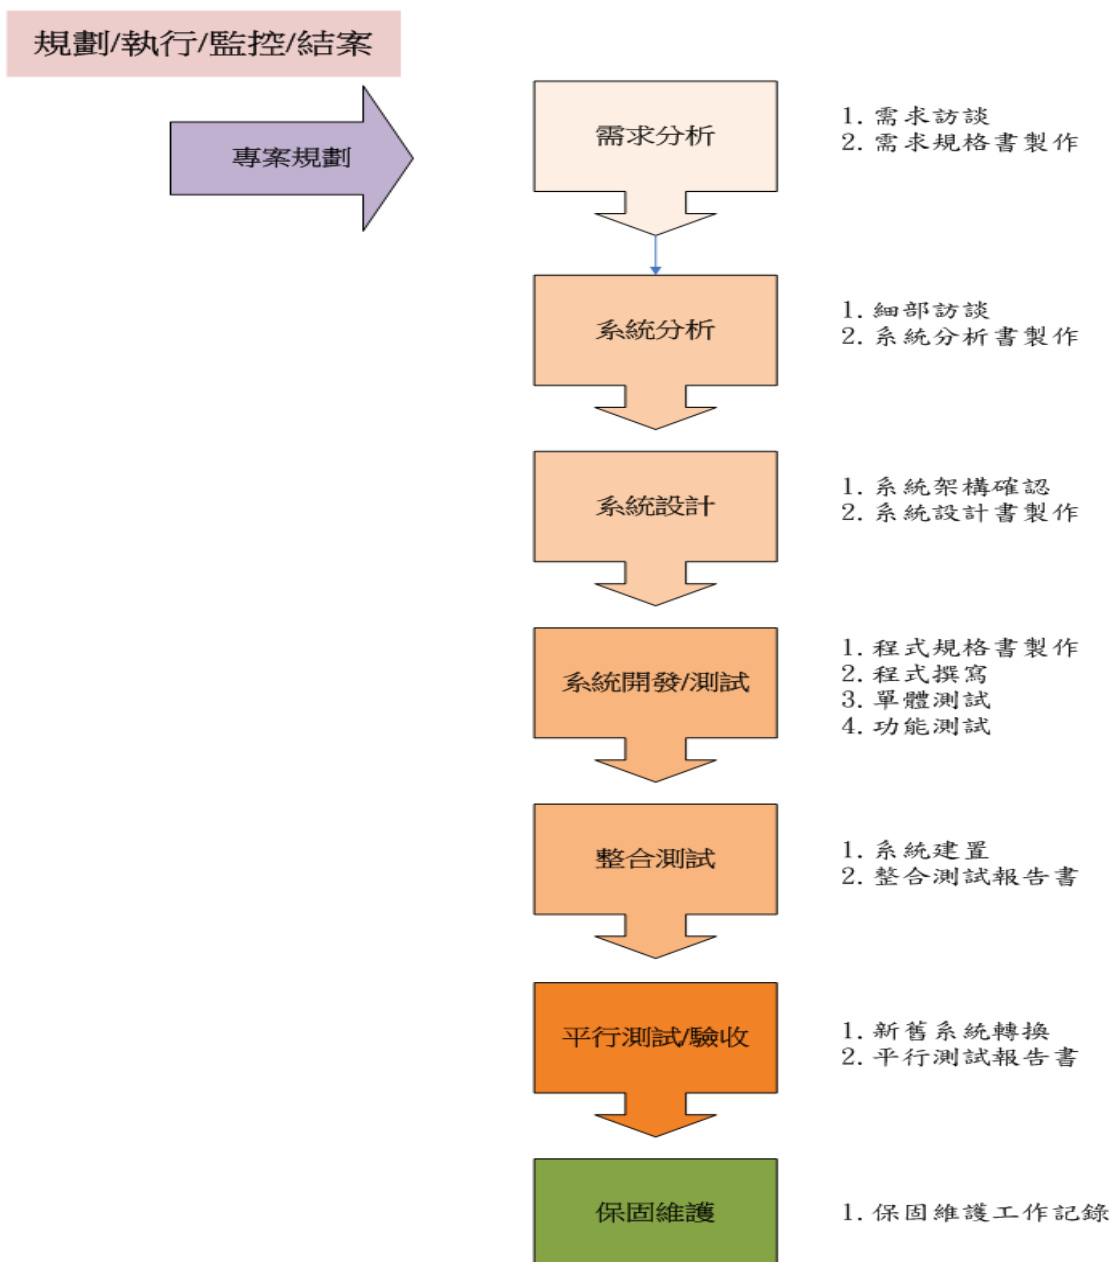 規劃/執行/監控/結案
專案規劃
需求分析
1. 需求訪談
2. 需求規格書製作
系統分析
1. 細部訪談
2. 系統分析書製作
系統設計
1. 系統架構確認
2. 系統設計書製作
系統開發/測試
1. 程式規格書製作
2. 程式撰寫
3. 單體測試
4. 功能測試
整合測試
1. 系統建置
2. 整合測試報告書
平行測試/驗收
1. 新舊系統轉換
2. 平行測試報告書
保固維護
1. 保固維護工作記錄